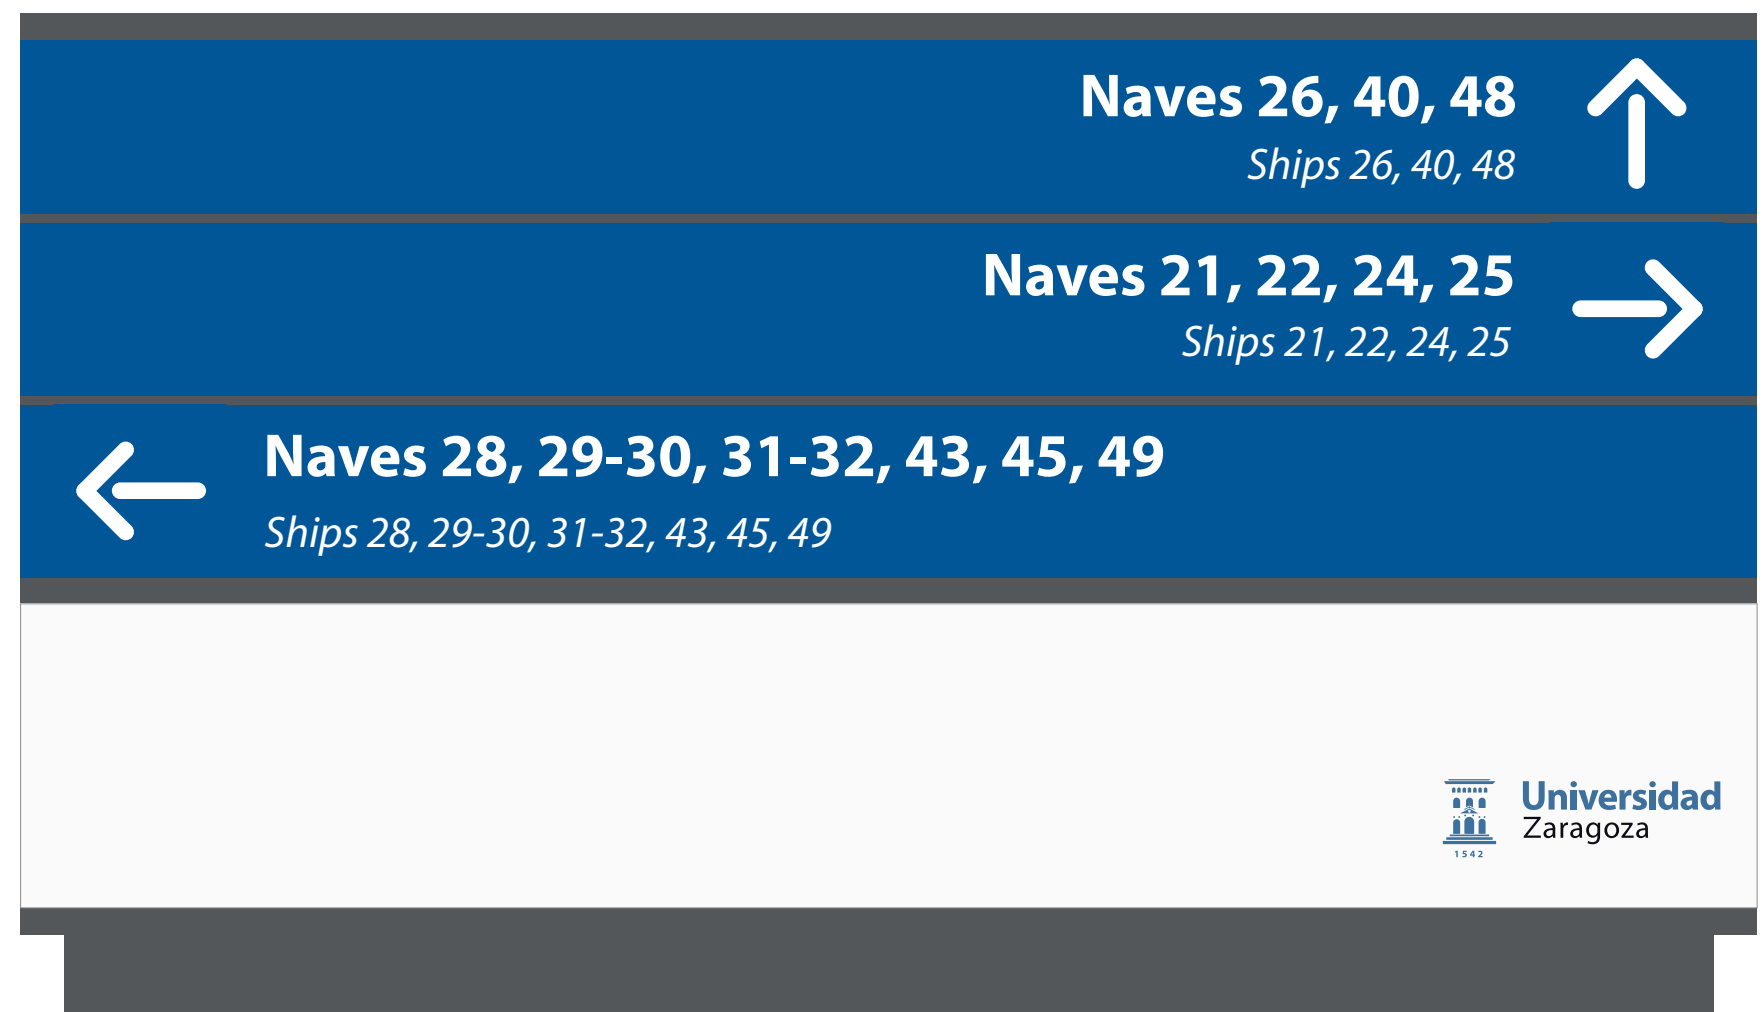 Naves 26, 40, 48
Ships 26, 40, 48
Naves 21, 22, 24, 25
Ships 21, 22, 24, 25
Naves 28, 29-30, 31-32, 43, 45, 49
Ships 28, 29-30, 31-32, 43, 45, 49
Universidad
Zaragoza
1542